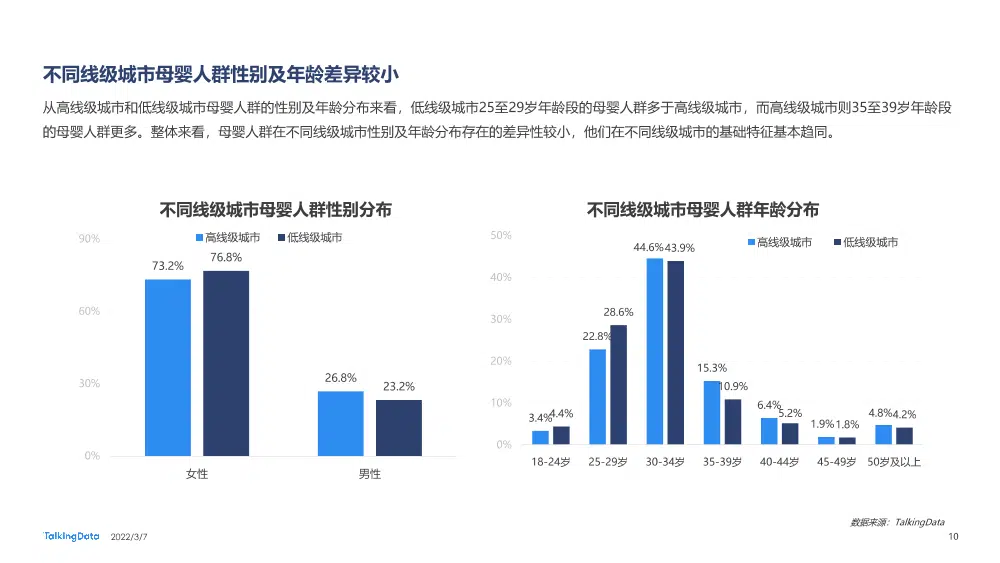 不同线级城市母婴人群性别及年龄差异较小
从高线级城市和低线级城市母婴人群的性别及年龄分布来看，低线级城市25至29岁年龄段的母婴人群多于高线级城市，而高线级城市则35至39岁年龄段
的母婴人群更多。整体来看，母婴人群在不同线级城市性别及年龄分布存在的差异性较小，他们在不同线级城市的基础特征基本趋同。
不同线级城市母婴人群性别分布
高线级城市 低线级城市
90%
60%
30%
0%
73.2%
76.8%
26.8%
23.2%
女性
男性
不同线级城市母婴人群年龄分布
高线级城市 低线级城市
50%
40%
30%
20%
10%
0%
3.4%
4.4%
22.8%
28.6%
44.6%
43.9%
15.3%
10.9%
6.4%
5.2%
1.9%
1.8%
4.8%
4.2%
18-24岁
25-29岁
30-34岁
35-39岁
40-44岁
45-49岁
50岁及以上
数据来源：TalkingData
TalkingData
2022/3/7
10